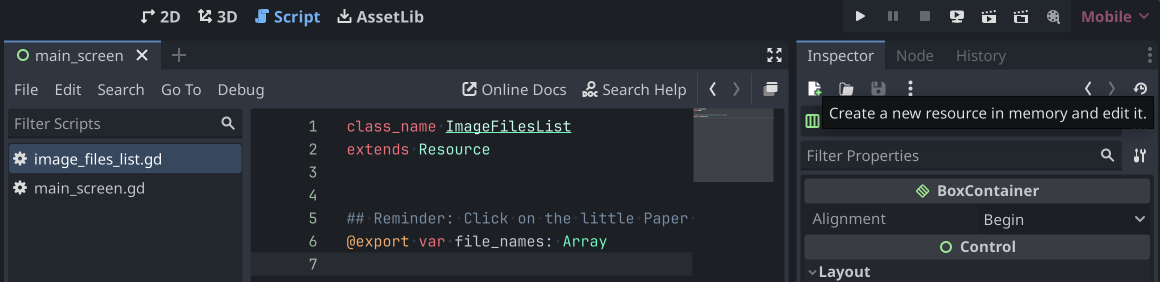 2D 3D Script AssetLib Mobile
main_screen
Inspector Node History
File Edit Search Go To Debug Online Docs Search Help
Create a new resource in memory and edit it.
Filter Scripts
image_files_list.gd
main_screen.gd
1 class_name ImageFilesList
2 extends Resource
3
4
5 ## Reminder: Click on the little Paper
6 @export var file_names: Array
7
Filter Properties
BoxContainer
Alignment Begin
Control
Layout